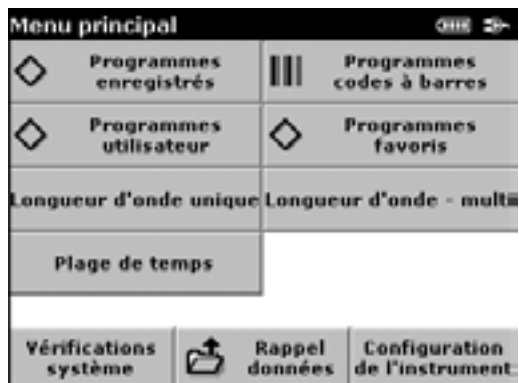 Menu principal
Programmes
enregistrés
Programmes
codes à barres
Programmes
utilisateur
Programmes
favoris
Longueur d'onde unique
Longueur d'onde - multi
Plage de temps
Vérifications
système
Rappel
données
Configuration
de l'instrument